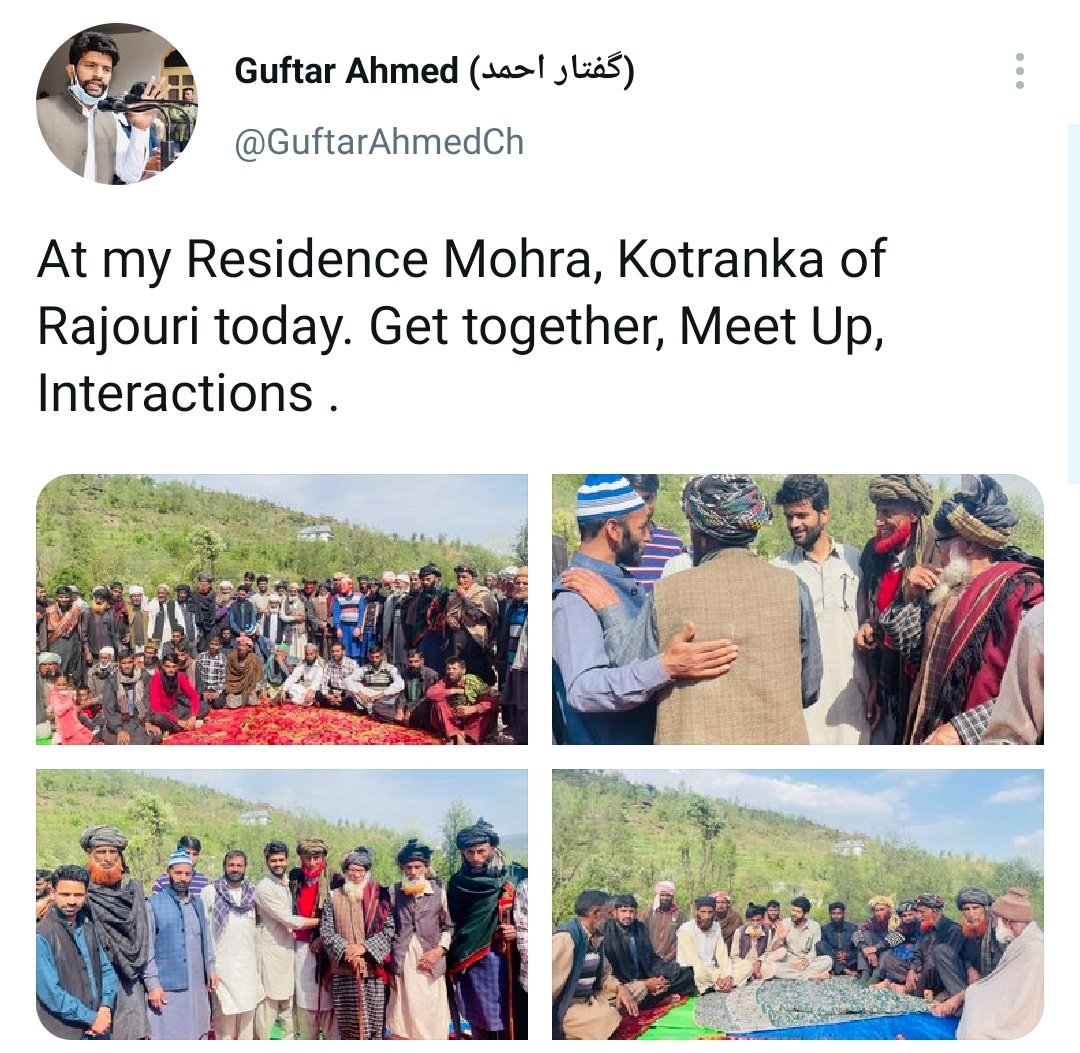 Guftar Ahmed (گفتار احمد)
@GuftarAhmedCh
At my Residence Mohra, Kotranka of
Rajouri today. Get together, Meet Up,
Interactions .